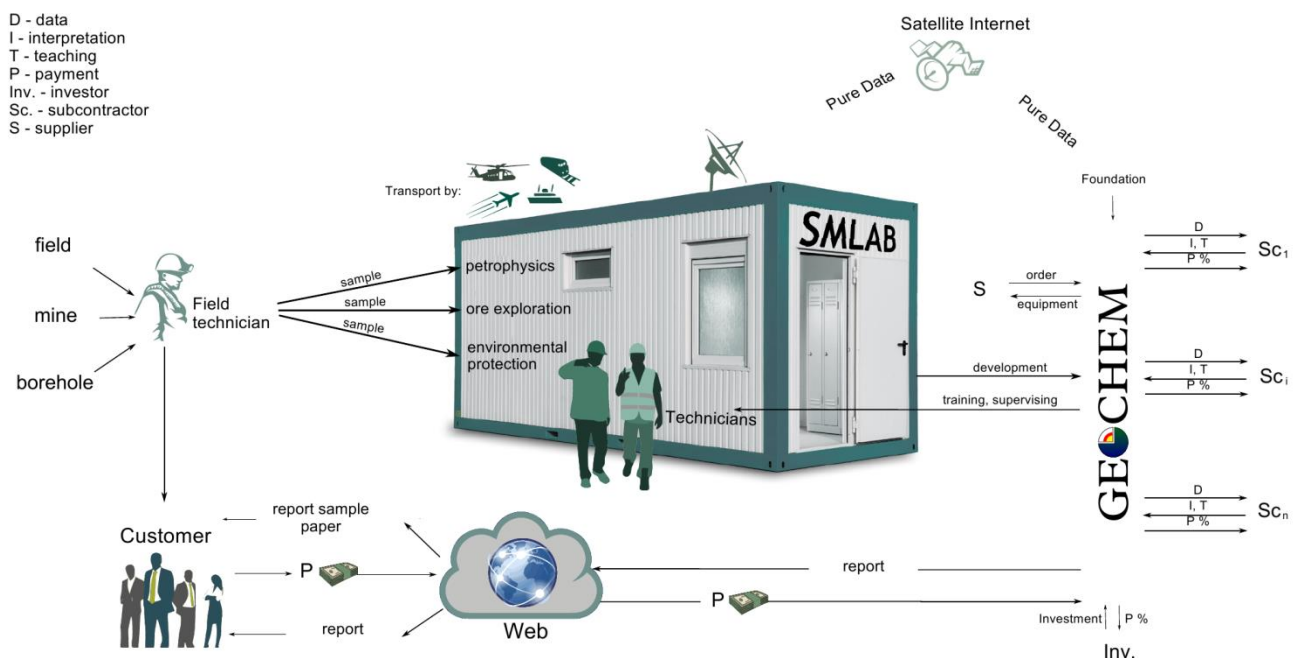 D - data
I - interpretation
T - teaching
P - payment
Inv. - investor
Sc. - subcontractor
S - supplier
Satellite Internet
Pure Data
Pure Data
Transport by:
Foundation
SMLAB
field
mine
borehole
Field
technician
sample
sample
sample
petrophysics
ore exploration
environmental
protection
Technicians
S
order
equipment
development
training, supervising
GEOCHEM
D
I, T
P %
Sc1
D
I, T
P %
Sci
D
I, T
P %
Scn
Customer
report sample
paper
P
report
Web
report
P
Investment
P %
Inv.